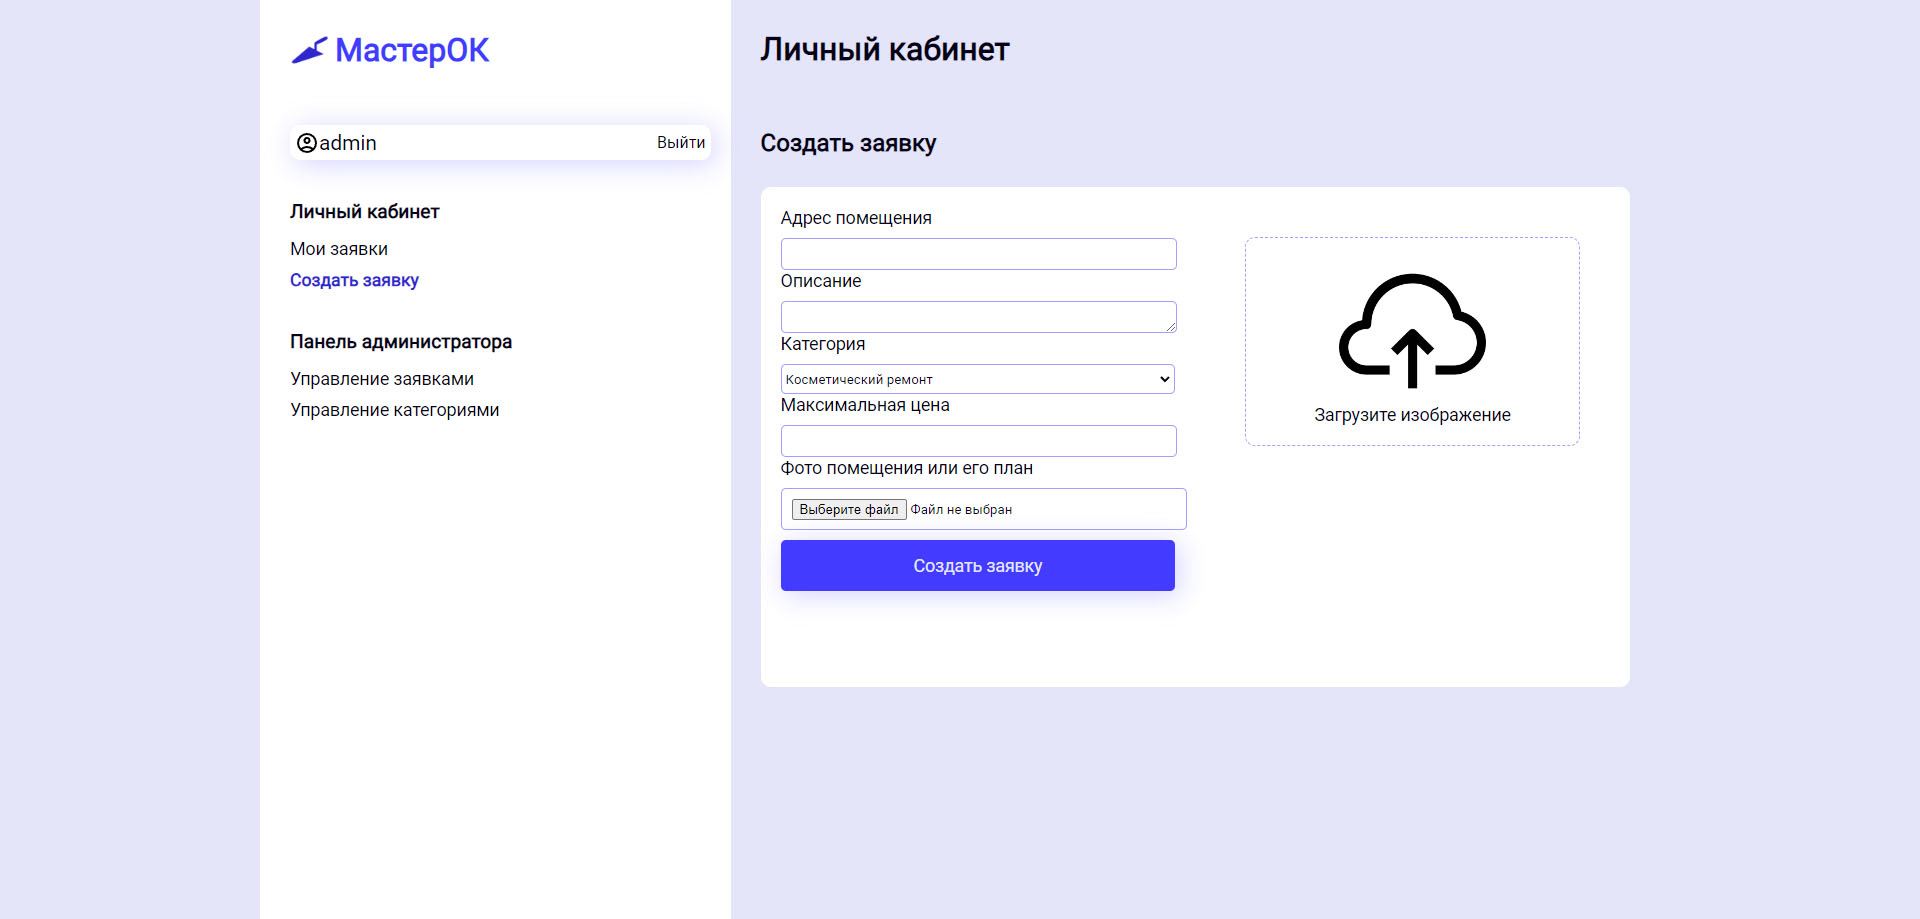 МастерОК
admin
Выйти
Личный кабинет
Мои заявки
Создать заявку
Панель администратора
Управление заявками
Управление категориями
Личный кабинет
Создать заявку
Адрес помещения
Описание
Категория
Косметический ремонт
Максимальная цена
Фото помещения или его план
Выберите файл Файл не выбран
Создать заявку
Загрузите изображение